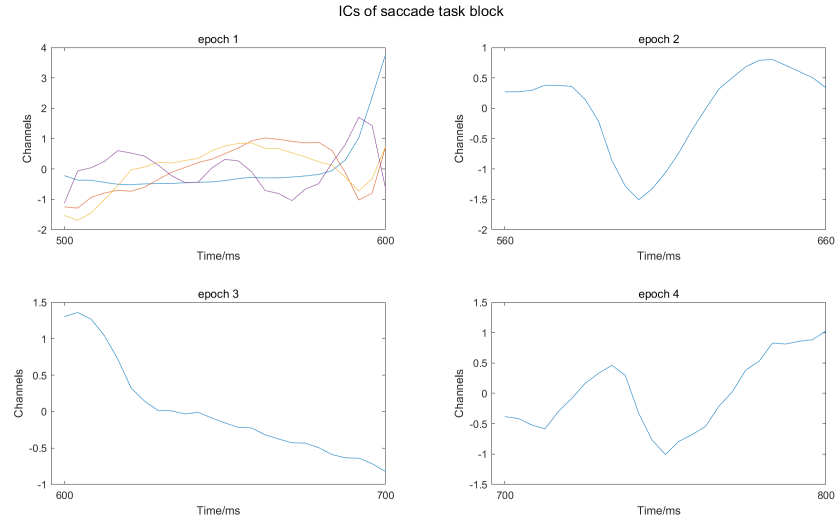 ICs of saccade task block
epoch 1
4
3
2
1
0
-1
-2
Channels
500
600
Time/ms
epoch 2
1
0.5
0
-0.5
-1
-1.5
-2
Channels
560
660
Time/ms
epoch 3
1.5
1
0.5
0
-0.5
-1
Channels
600
700
Time/ms
epoch 4
1.5
1
0.5
0
-0.5
-1
-1.5
Channels
700
800
Time/ms